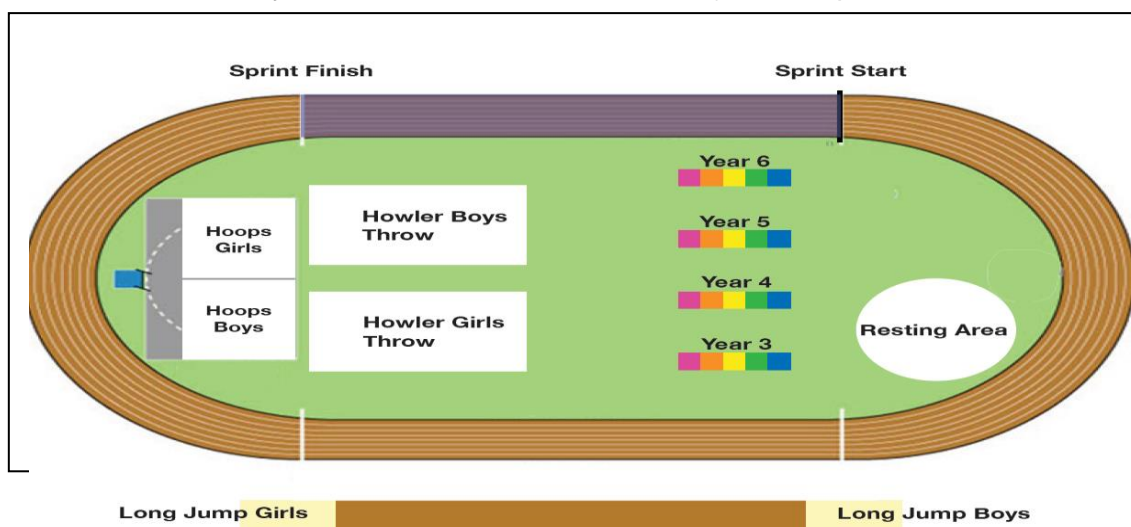 Sprint Finish
Sprint Start
Year 6
Hoops
Girls
Howler Boys
Throw
Year 5
Hoops
Boys
Howler Girls
Throw
Year 4
Year 3
Resting Area
Long Jump Girls
Long Jump Boys